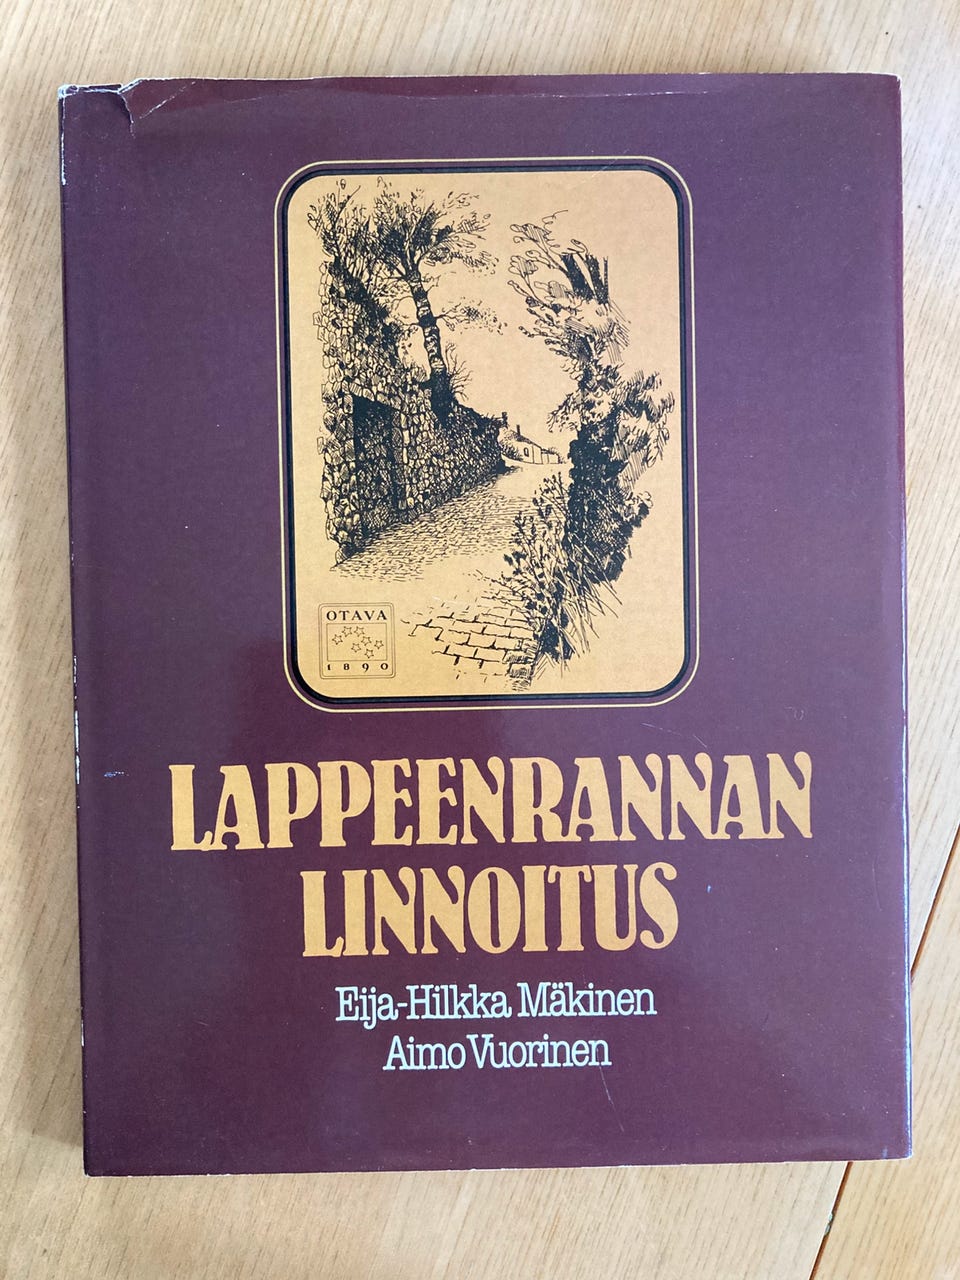 OTAVA
1890
LAPPEENRANNAN
LINNOITUS
Eija-Hilkka Mäkinen
Aimo Vuorinen